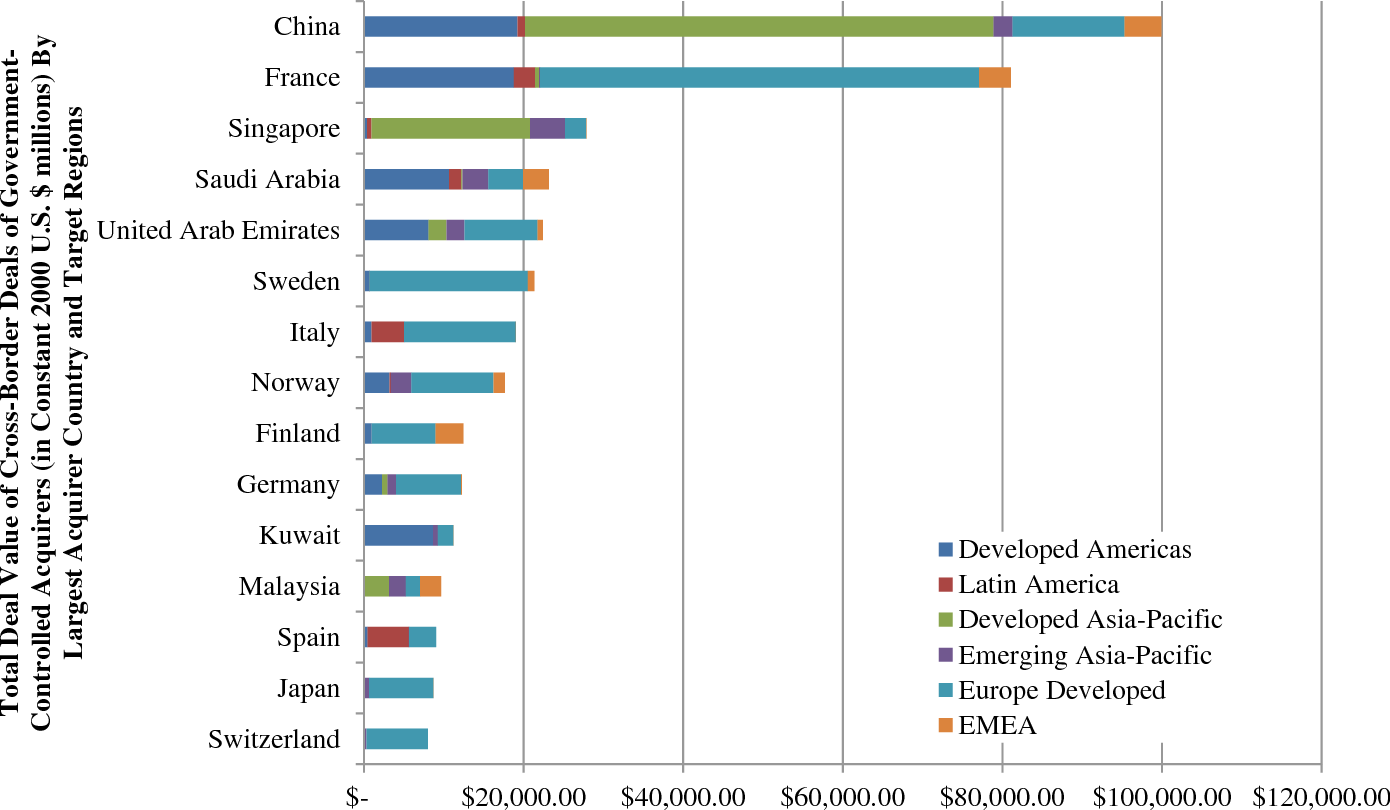 Total Deal Value of Cross-Border Deals of Government-
Controlled Acquirers (in Constant 2000 U.S. $ millions) By
Largest Acquirer Country and Target Regions
China
France
Singapore
Saudi Arabia
United Arab Emirates
Sweden
Italy
Norway
Finland
Germany
Kuwait
Malaysia
Spain
Japan
Switzerland
Developed Americas
Latin America
Developed Asia-Pacific
Emerging Asia-Pacific
Europe Developed
EMEA
$- $20,000.00 $40,000.00 $60,000.00 $80,000.00 $100,000.00 $120,000.00